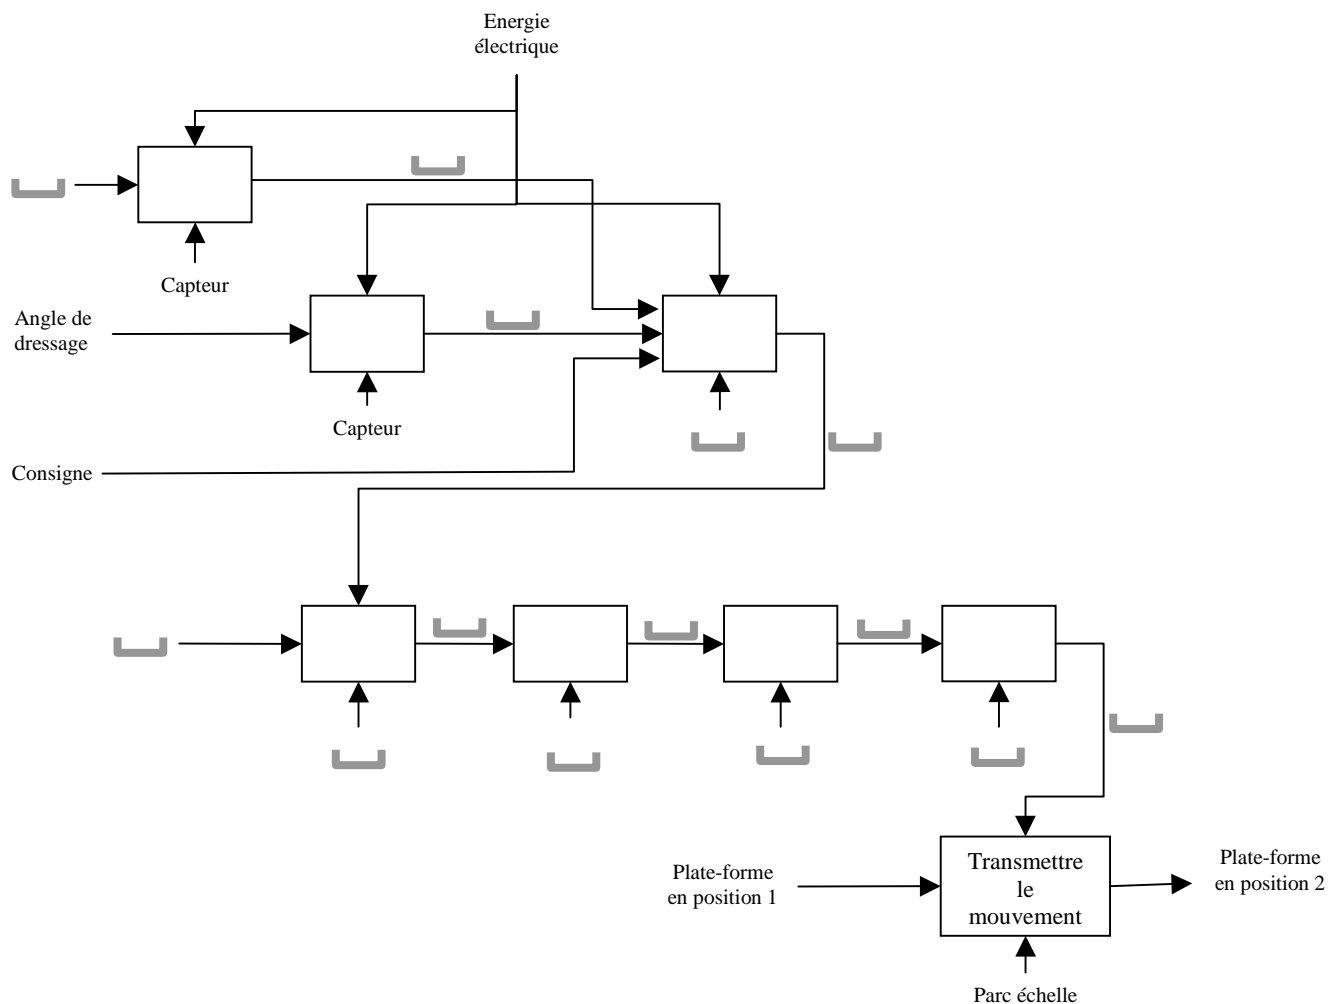 Energie
électrique
Capteur
Angle de
dressage
Capteur
Consigne
Transmettre
le
mouvement
Plate-forme
en position 1
Plate-forme
en position 2
Parc échelle